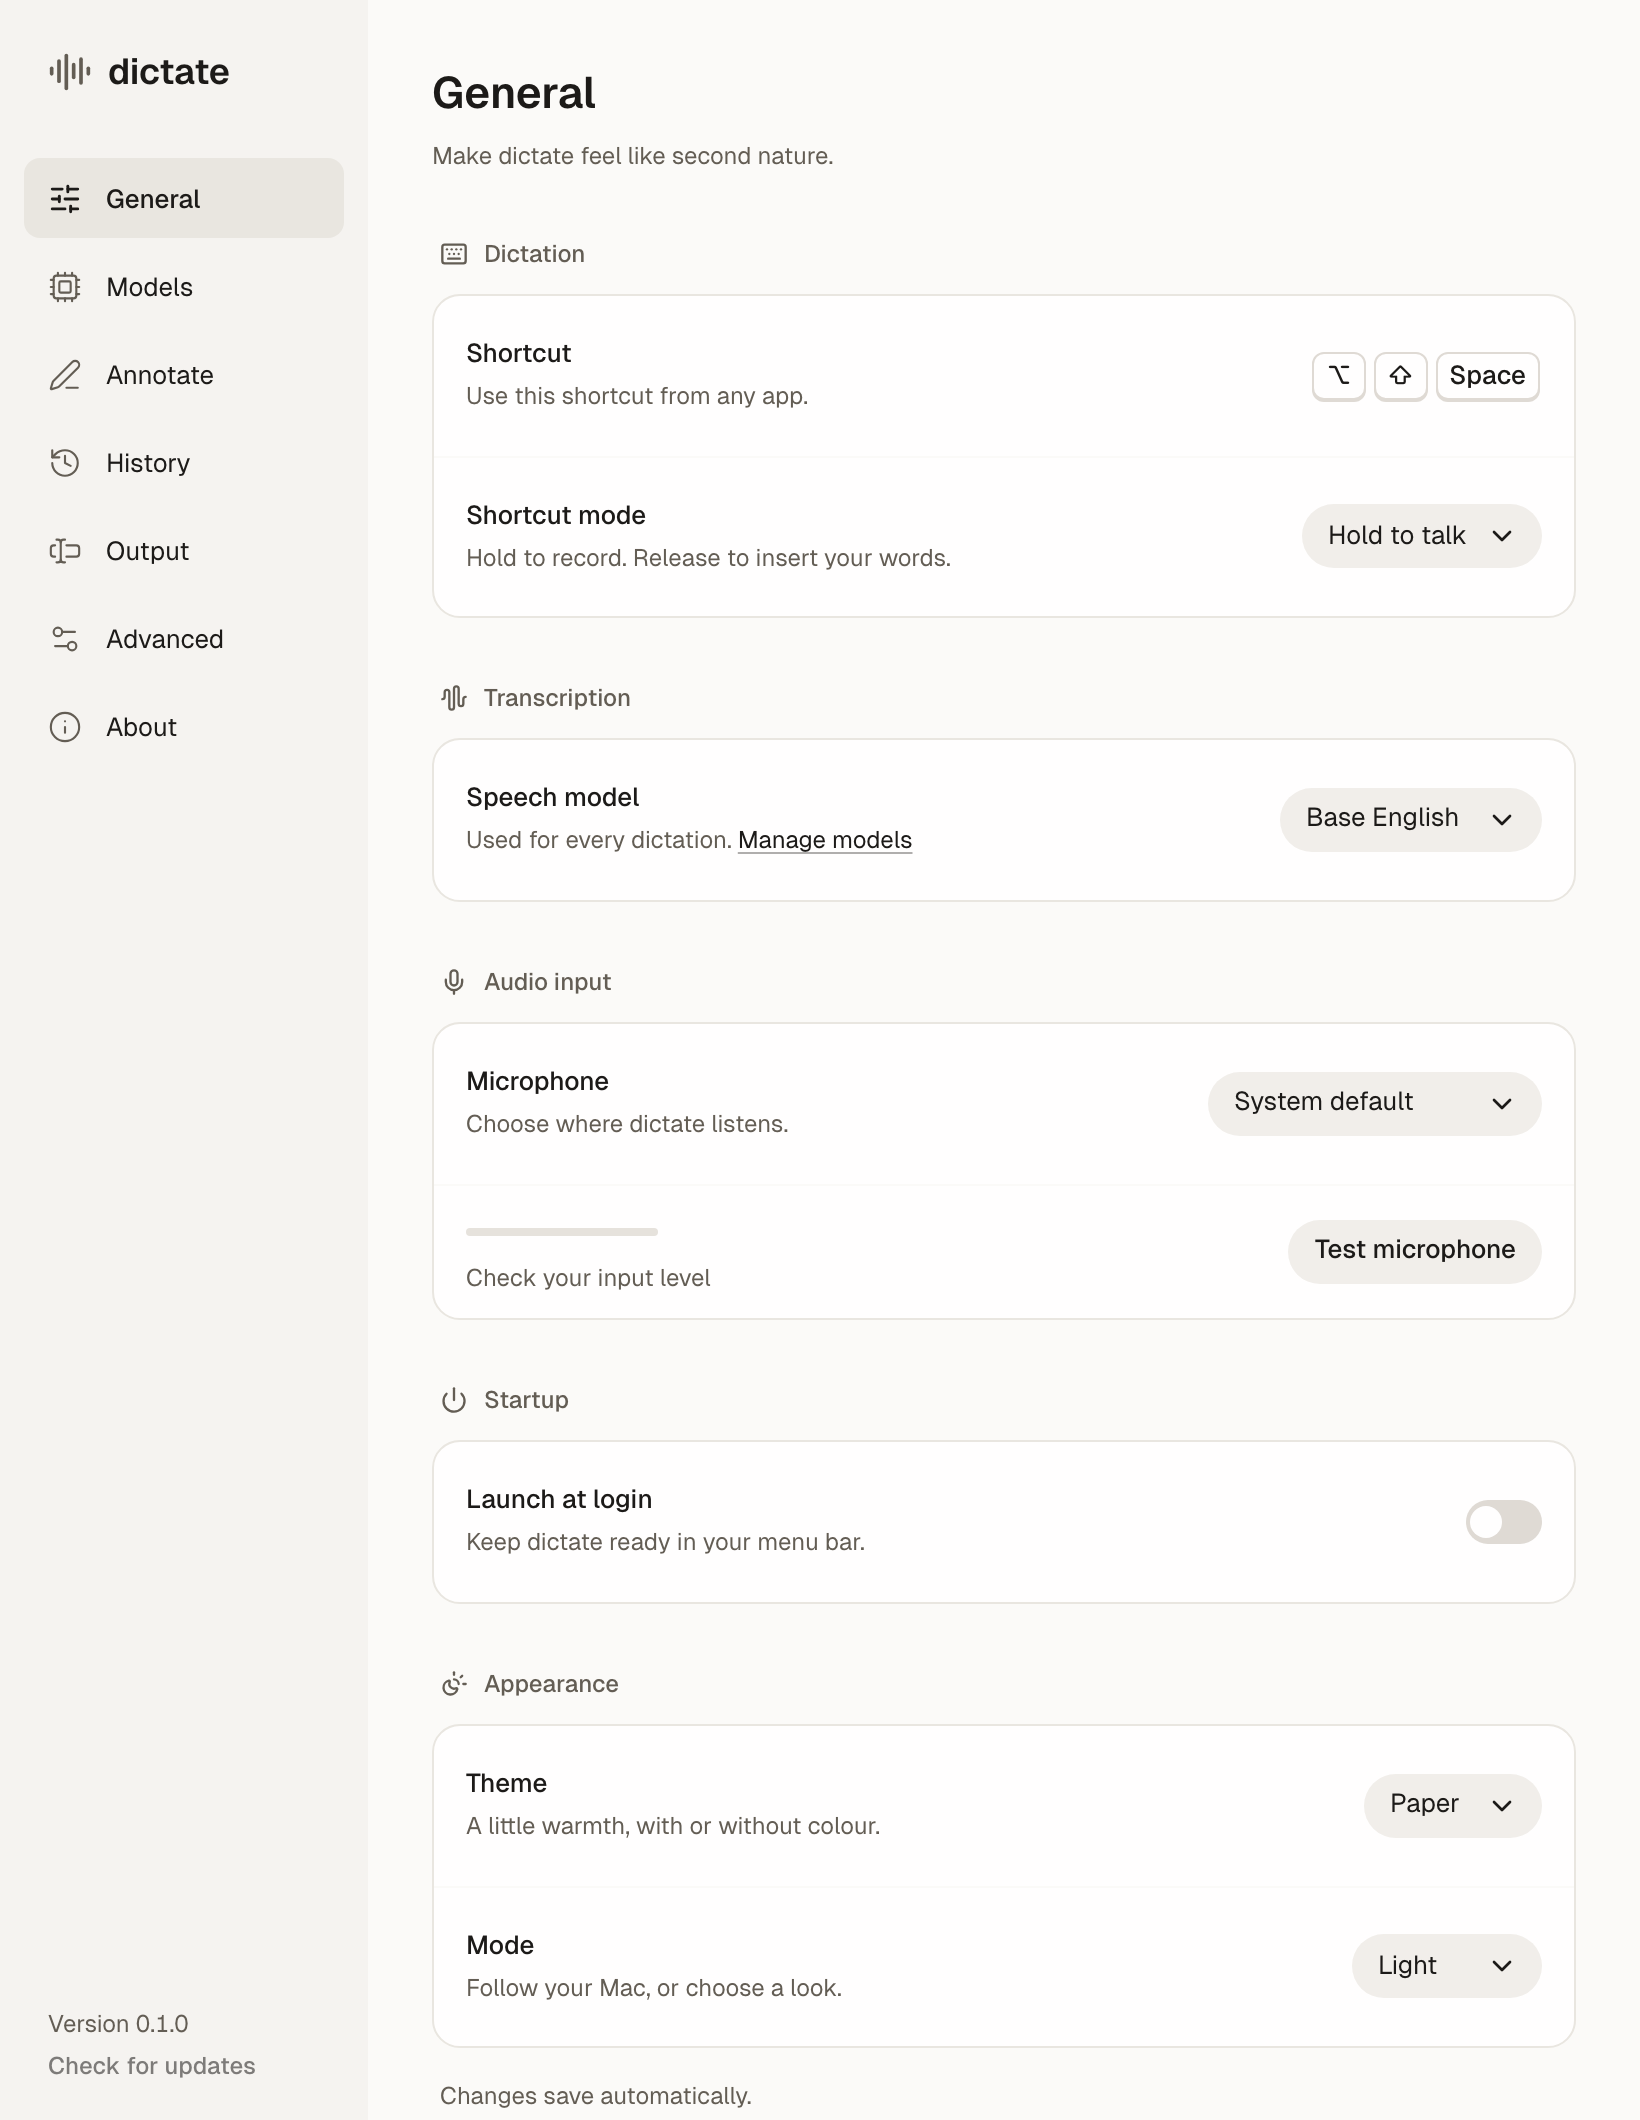 dictate
General
Models
Annotate
History
Output
Advanced
About
Version 0.1.0
Check for updates
General
Make dictate feel like second nature.
Dictation
Shortcut
Use this shortcut from any app.
⌥ ⇧ Space
Shortcut mode
Hold to record. Release to insert your words.
Hold to talk
Transcription
Speech model
Used for every dictation. Manage models
Base English
Audio input
Microphone
Choose where dictate listens.
System default
Check your input level
Test microphone
Startup
Launch at login
Keep dictate ready in your menu bar.
Appearance
Theme
A little warmth, with or without colour.
Paper
Mode
Follow your Mac, or choose a look.
Light
Changes save automatically.